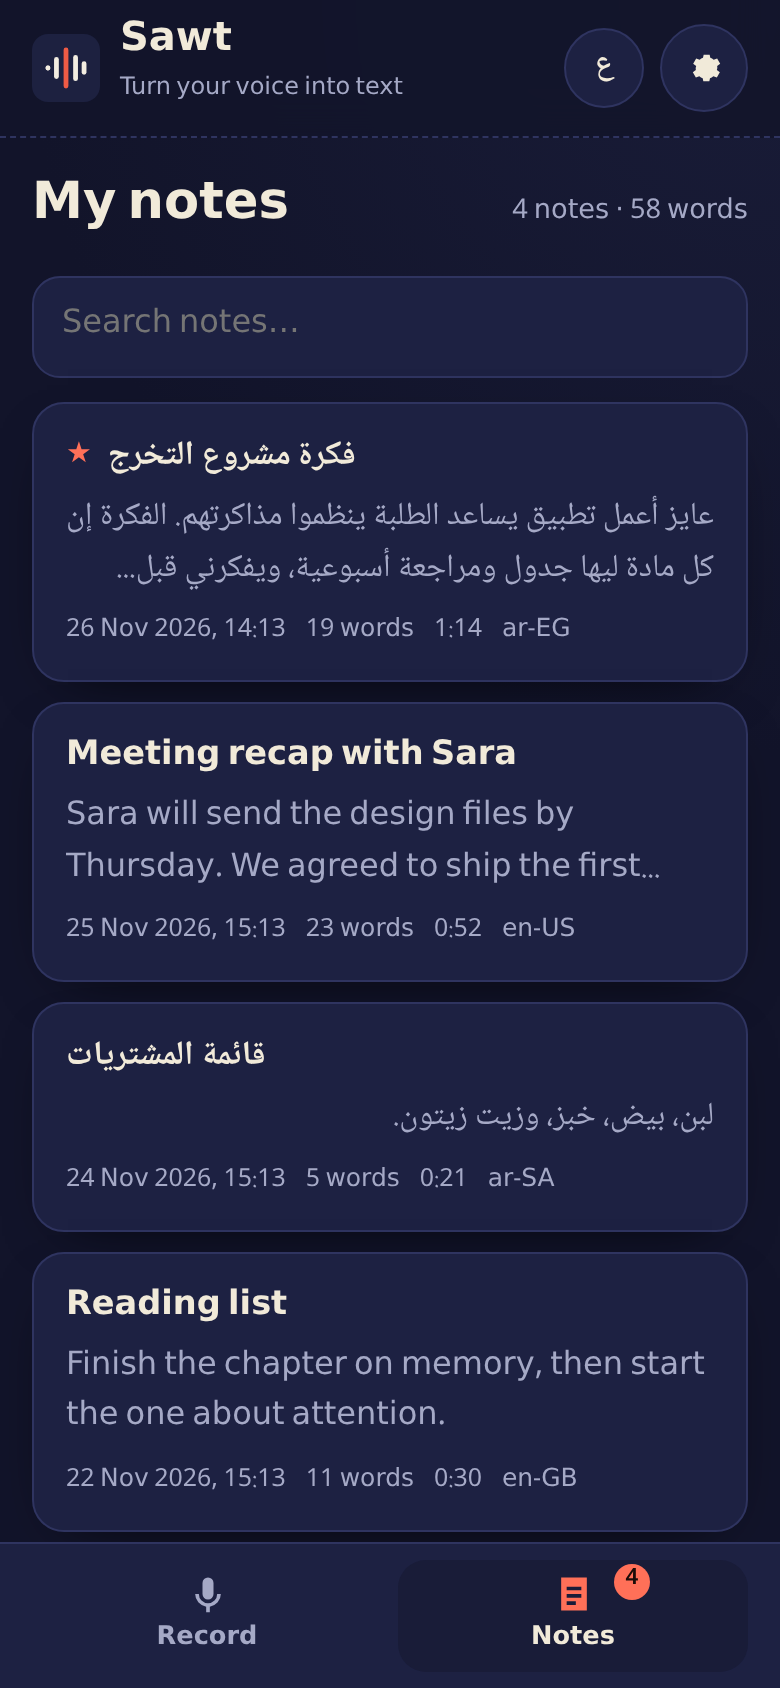 Sawt
Turn your voice into text
ع
My notes
4 notes · 58 words
Search notes...
★ فكرة مشروع التخرج
عايز أعمل تطبيق يساعد الطلبة ينظموا مذاكرتهم. الفكرة إن
كل مادة ليها جدول ومراجعة أسبوعية، ويفكرني قبل...
26 Nov 2026, 14:13 19 words 1:14 ar-EG
Meeting recap with Sara
Sara will send the design files by
Thursday. We agreed to ship the first...
25 Nov 2026, 15:13 23 words 0:52 en-US
قائمة المشتريات
لبن، بيض، خبز، وزيت زيتون.
24 Nov 2026, 15:13 5 words 0:21 ar-SA
Reading list
Finish the chapter on memory, then start
the one about attention.
22 Nov 2026, 15:13 11 words 0:30 en-GB
Record
4
Notes